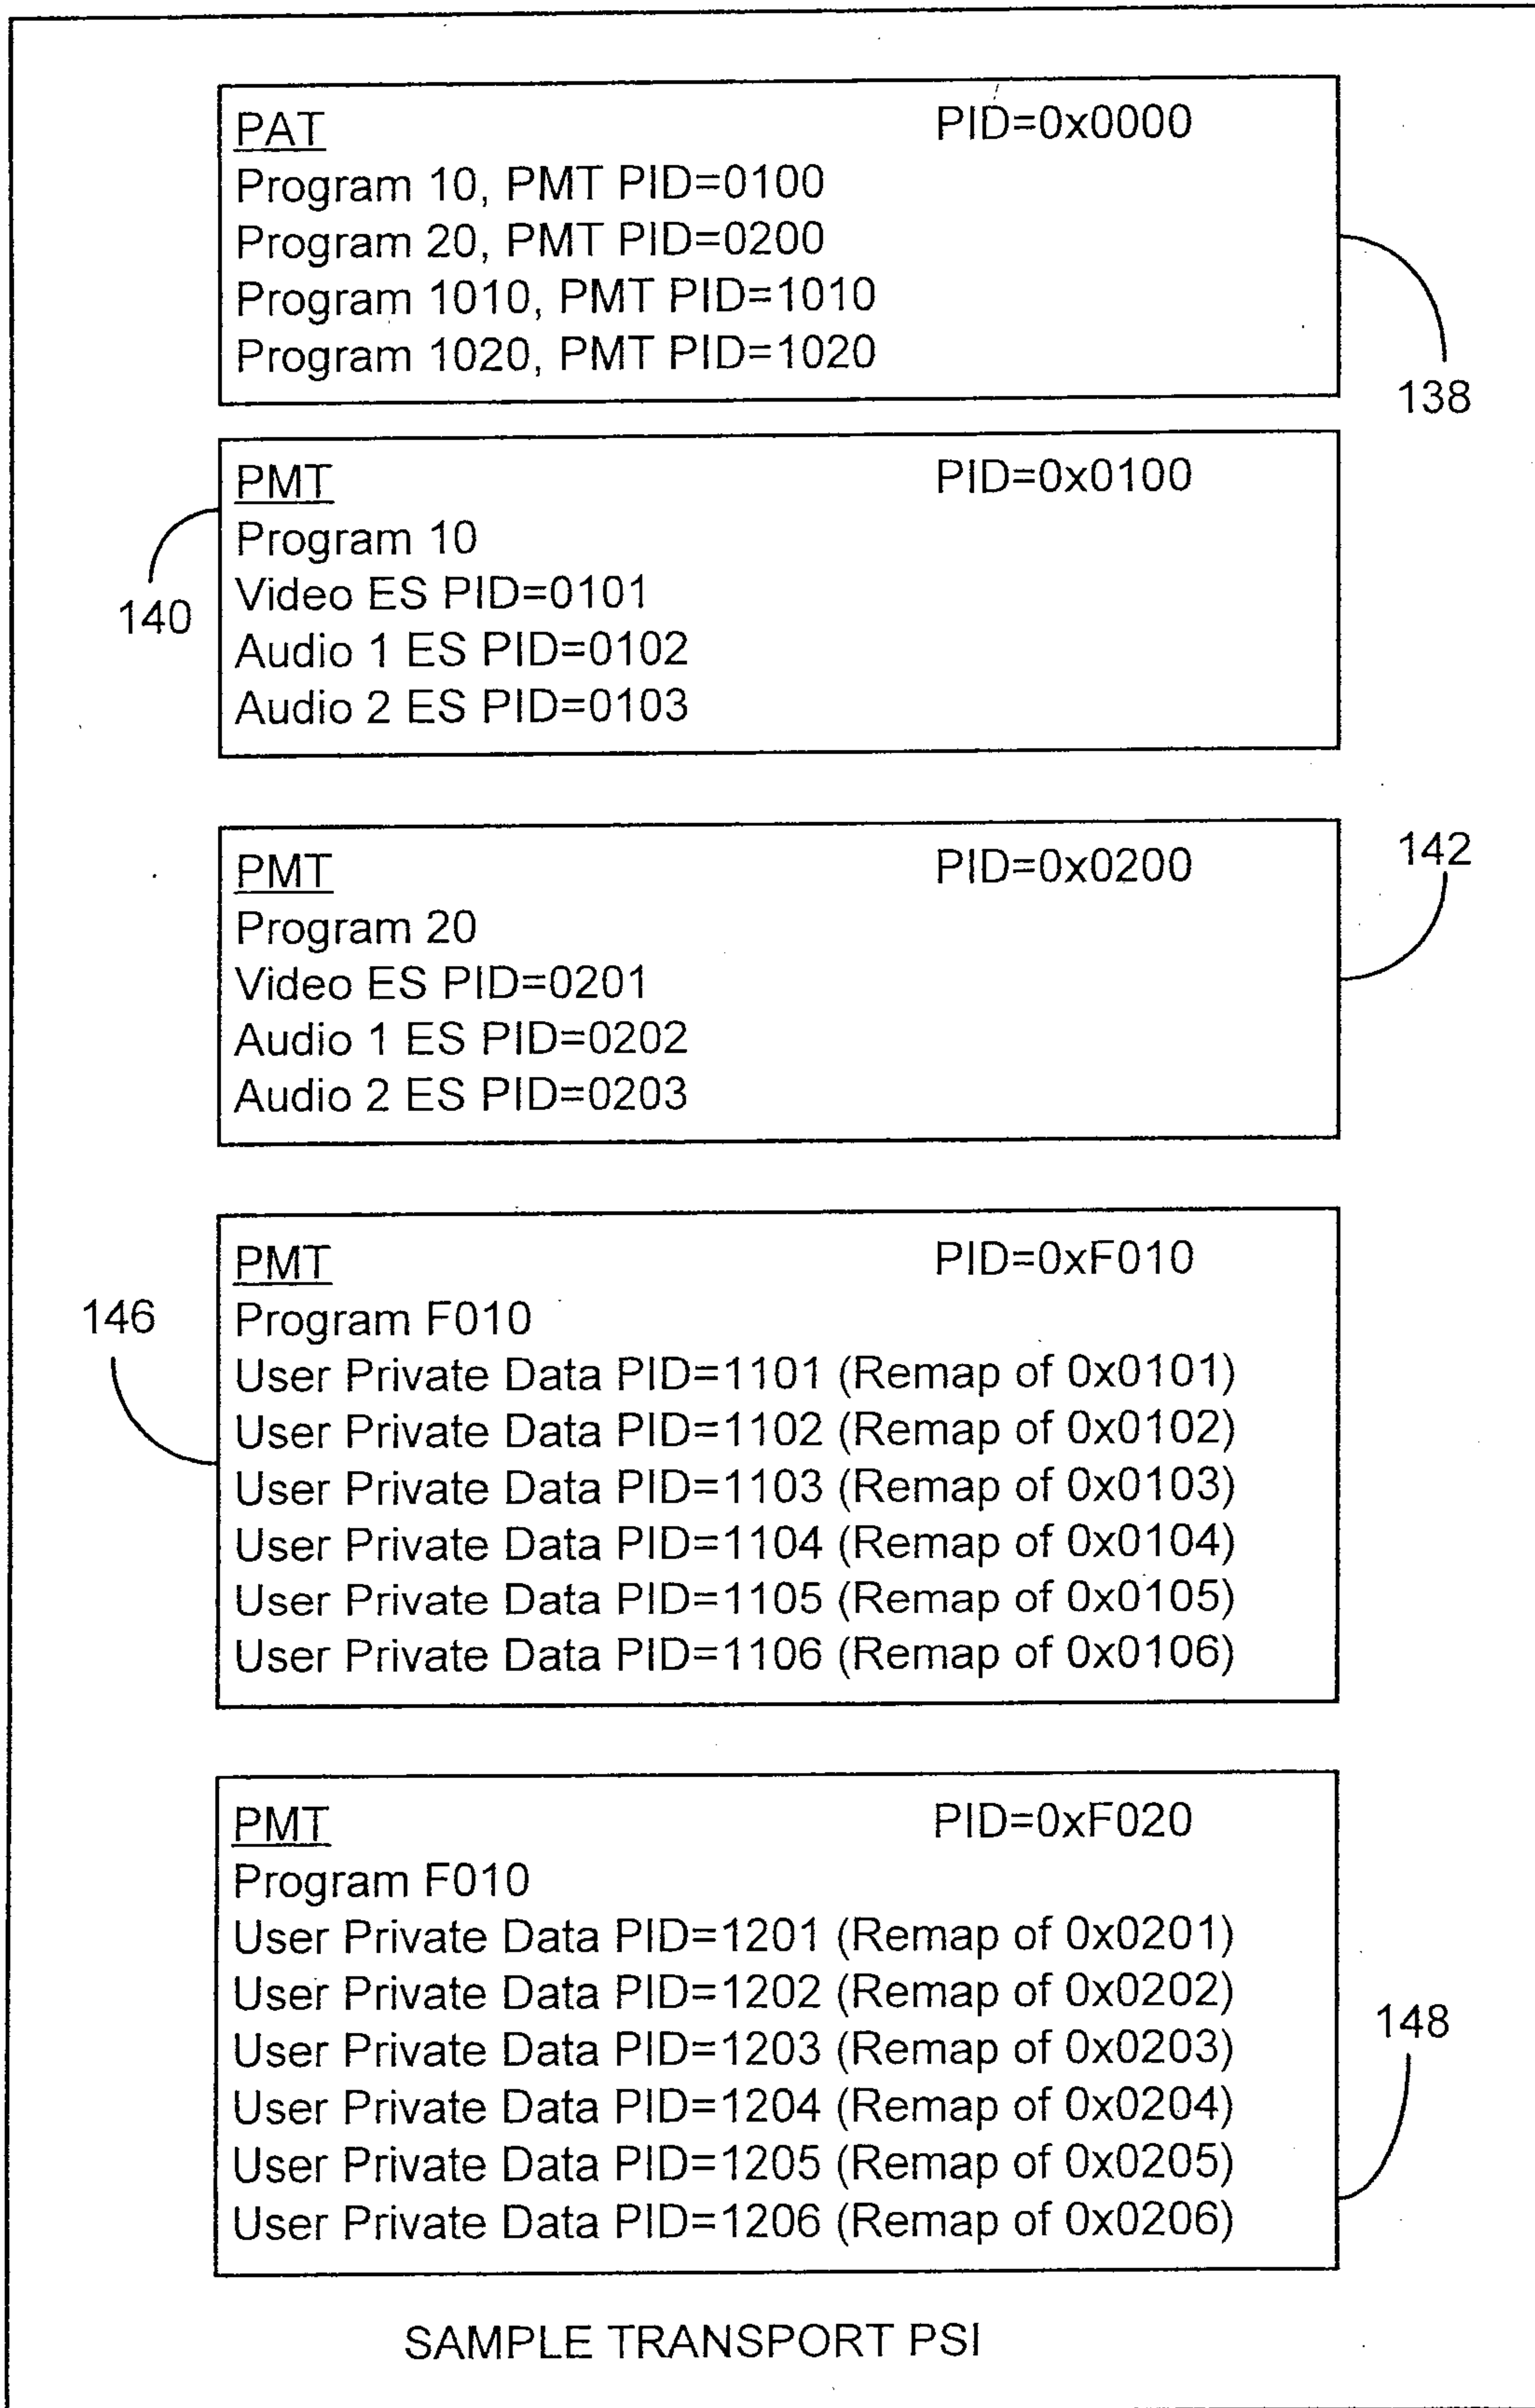 PAT PID=0x0000
Program 10, PMT PID=0100
Program 20, PMT PID=0200
Program 1010, PMT PID=1010
Program 1020, PMT PID=1020
138
PMT PID=0x0100
Program 10
Video ES PID=0101
140
Audio 1 ES PID=0102
Audio 2 ES PID=0103
142
PMT PID=0x0200
Program 20
Video ES PID=0201
Audio 1 ES PID=0202
Audio 2 ES PID=0203
PMT PID=0xF010
146
Program F010
User Private Data PID=1101 (Remap of 0x0101)
User Private Data PID=1102 (Remap of 0x0102)
User Private Data PID=1103 (Remap of 0x0103)
User Private Data PID=1104 (Remap of 0x0104)
User Private Data PID=1105 (Remap of 0x0105)
User Private Data PID=1106 (Remap of 0x0106)
PMT PID=0xF020
Program F010
User Private Data PID=1201 (Remap of 0x0201)
User Private Data PID=1202 (Remap of 0x0202)
148
User Private Data PID=1203 (Remap of 0x0203)
User Private Data PID=1204 (Remap of 0x0204)
User Private Data PID=1205 (Remap of 0x0205)
User Private Data PID=1206 (Remap of 0x0206)
SAMPLE TRANSPORT PSI